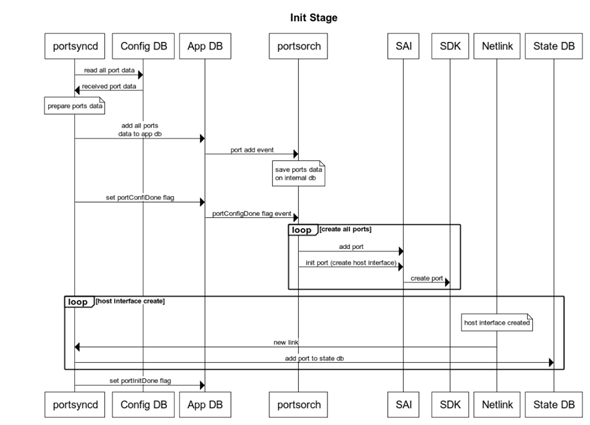 Init Stage
portsyncd Config DB App DB portsorch SAI SDK Netlink State DB
read all port data
received port data
prepare ports data
add all ports
data to app db
port add event
save ports data
on internal db
set portConfiDone flag
portConfigDone flag event
loop [create all ports]
add port
init port (create host interface)
create port
loop [host interface create]
host interface created
new link
add port to state db
set portInitDone flag
portsyncd Config DB App DB portsorch SAI SDK Netlink State DB